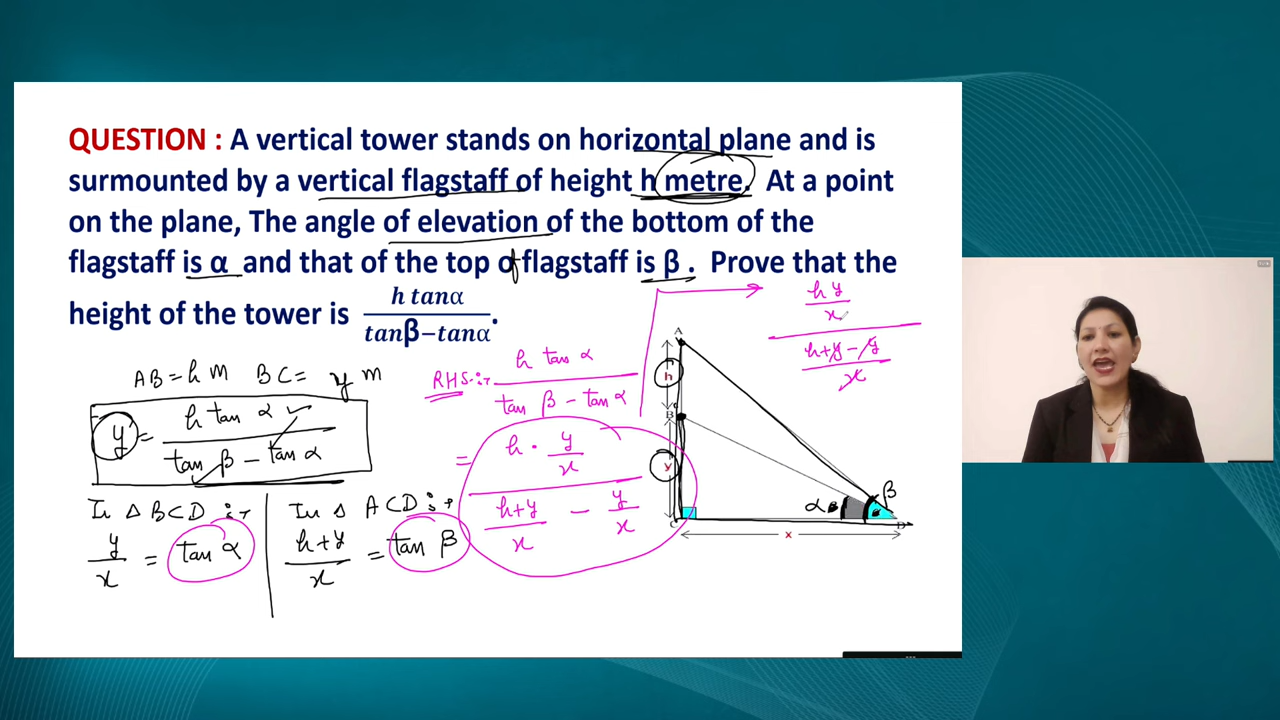 QUESTION : A vertical tower stands on horizontal plane and is
surmounted by a vertical flagstaff of height h metre. At a point
on the plane, The angle of elevation of the bottom of the
flagstaff is α and that of the top of flagstaff is β . Prove that the
height of the tower is h tanα / tanβ−tanα .
AB = h m BC = y m
y = h tan α / tan β − tan α
In Δ BCD :-
y/x = tan α
In Δ ACD :-
h+y/x = tan β
RHS :- h tan α / tan β − tan α
= h · y/x / h+y/x − y/x
h y/x / h+y−y/x
A
h
B
y
C
α
β
D
x